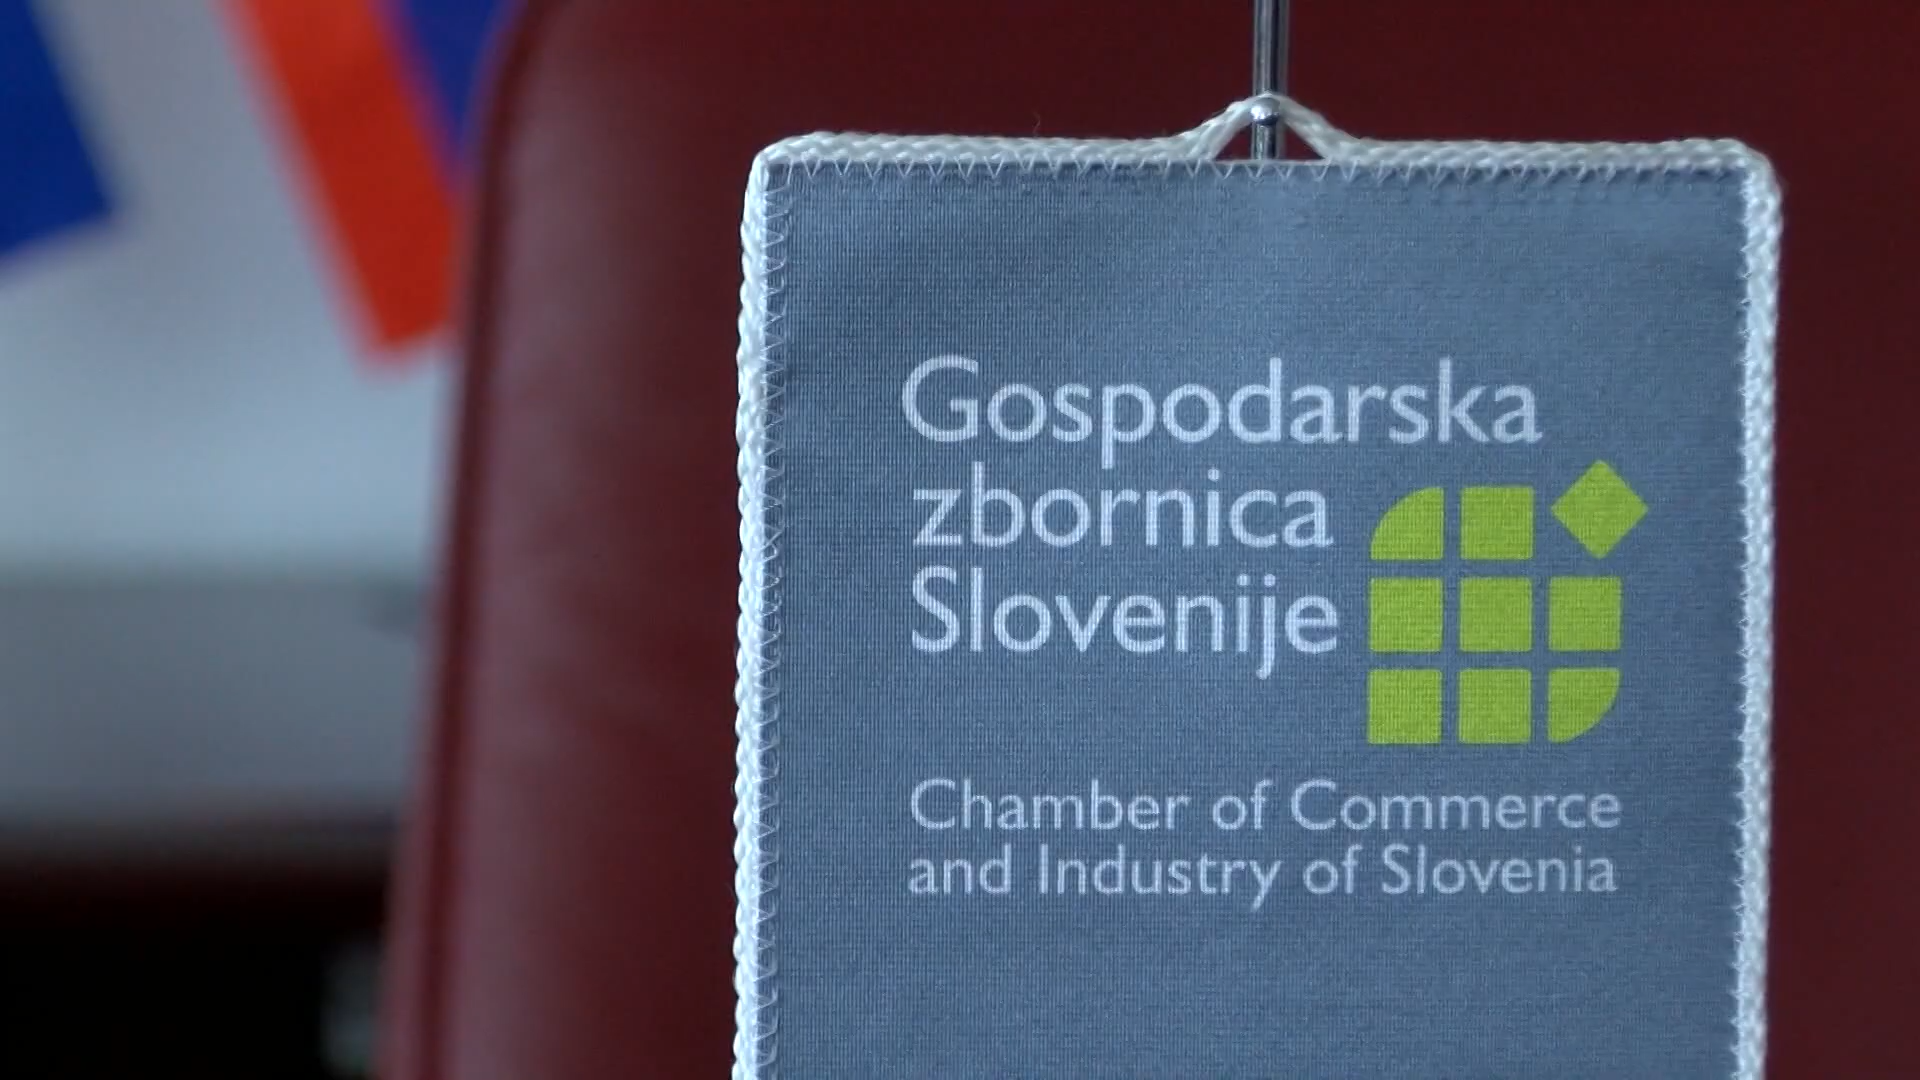 Gospodarska
zbornica
Slovenije
Chamber of Commerce
and Industry of Slovenia